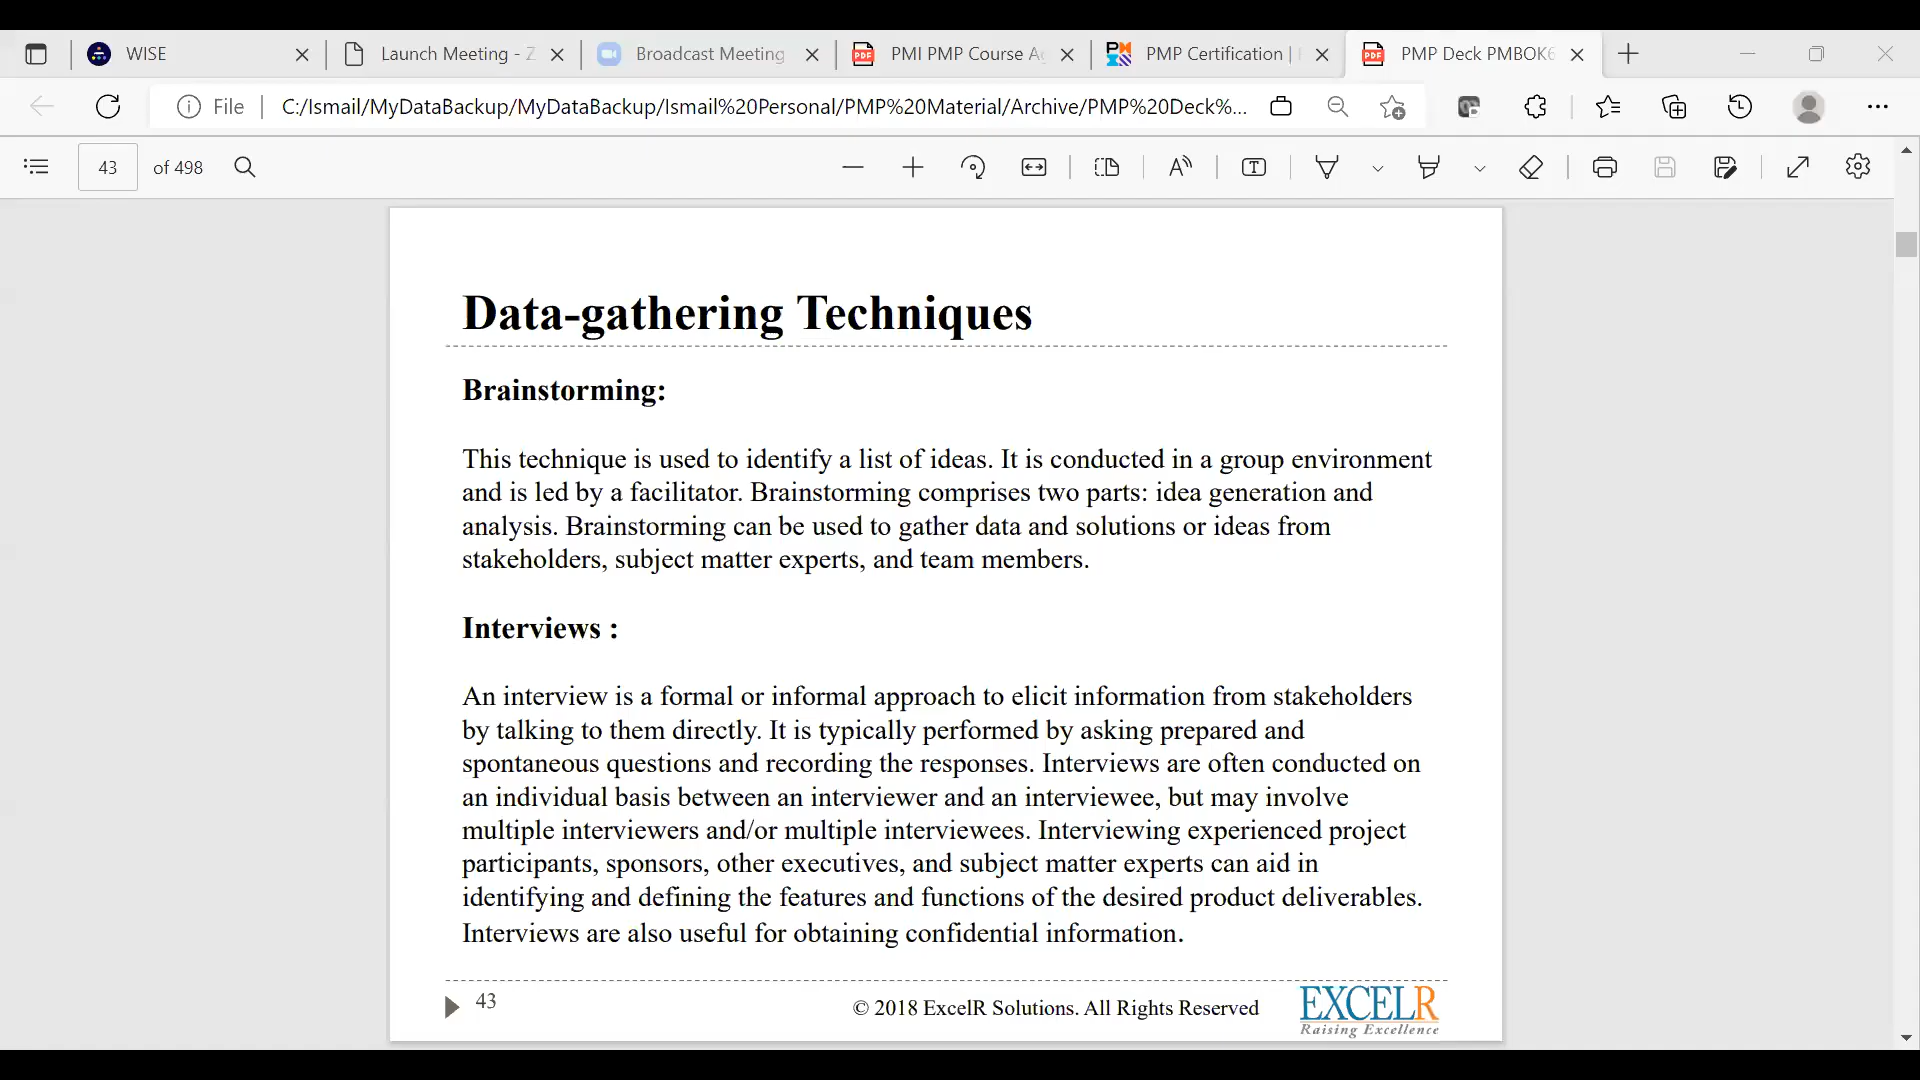 WISE
Launch Meeting - Z
Broadcast Meeting
PMI PMP Course A
PMP Certification |
PMP Deck PMBOK6
File
C:/Ismail/MyDataBackup/MyDataBackup/Ismail%20Personal/PMP%20Material/Archive/PMP%20Deck%...
43 of 498
Data-gathering Techniques
Brainstorming:
This technique is used to identify a list of ideas. It is conducted in a group environment
and is led by a facilitator. Brainstorming comprises two parts: idea generation and
analysis. Brainstorming can be used to gather data and solutions or ideas from
stakeholders, subject matter experts, and team members.
Interviews :
An interview is a formal or informal approach to elicit information from stakeholders
by talking to them directly. It is typically performed by asking prepared and
spontaneous questions and recording the responses. Interviews are often conducted on
an individual basis between an interviewer and an interviewee, but may involve
multiple interviewers and/or multiple interviewees. Interviewing experienced project
participants, sponsors, other executives, and subject matter experts can aid in
identifying and defining the features and functions of the desired product deliverables.
Interviews are also useful for obtaining confidential information.
43
© 2018 ExcelR Solutions. All Rights Reserved
EXCELR
Raising Excellence